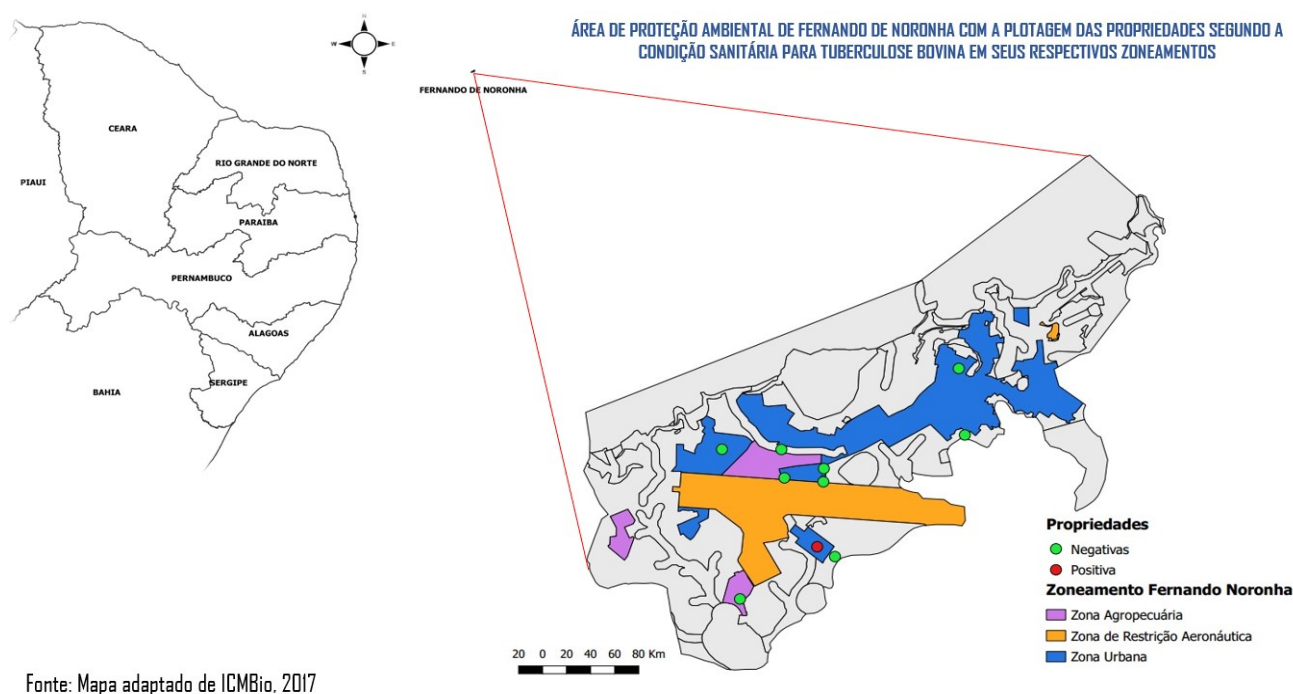 ÁREA DE PROTEÇÃO AMBIENTAL DE FERNANDO DE NORONHA COM A PLOTAGEM DAS PROPRIEDADES SEGUNDO A
CONDIÇÃO SANITÁRIA PARA TUBERCULOSE BOVINA EM SEUS RESPECTIVOS ZONEAMENTOS
W
E
S
FERNANDO DE NORONHA
CEARA
RIO GRANDE DO NORTE
PIAUI
PARAIBA
PERNAMBUCO
ALAGOAS
SERGIPE
BAHIA
Propriedades
Negativas
Positiva
Zoneamento Fernando Noronha
Zona Agropecuária
Zona de Restrição Aeronáutica
Zona Urbana
20 0 20 40 60 80 Km
Fonte: Mapa adaptado de ICMBio, 2017